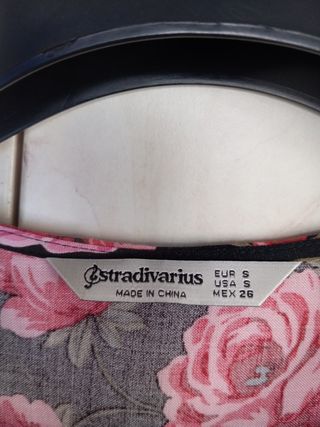 stradivarius
MADE IN CHINA
EUR S
USA S
MEX 26